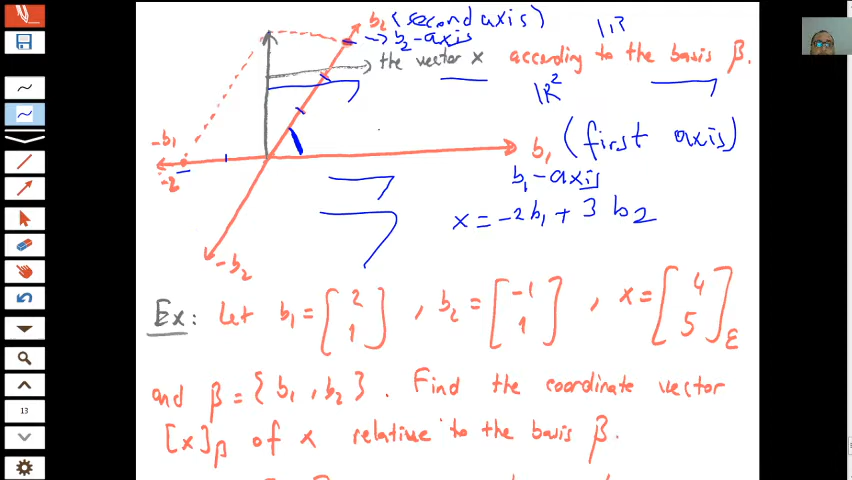 b₂ (second axis)
→ b₂-axis
ℝ
the vector x according to the basis β.
ℝ²
-b₁
-2
b₁ (first axis)
b₁-axis
x = -2b₁ + 3 b₂
-b₂
Ex: Let b₁ = [2 1], b₂ = [-1 1], x = [4 5]ε
and β = {b₁, b₂}. Find the coordinate vector
[x]β of x relative to the basis β.
13